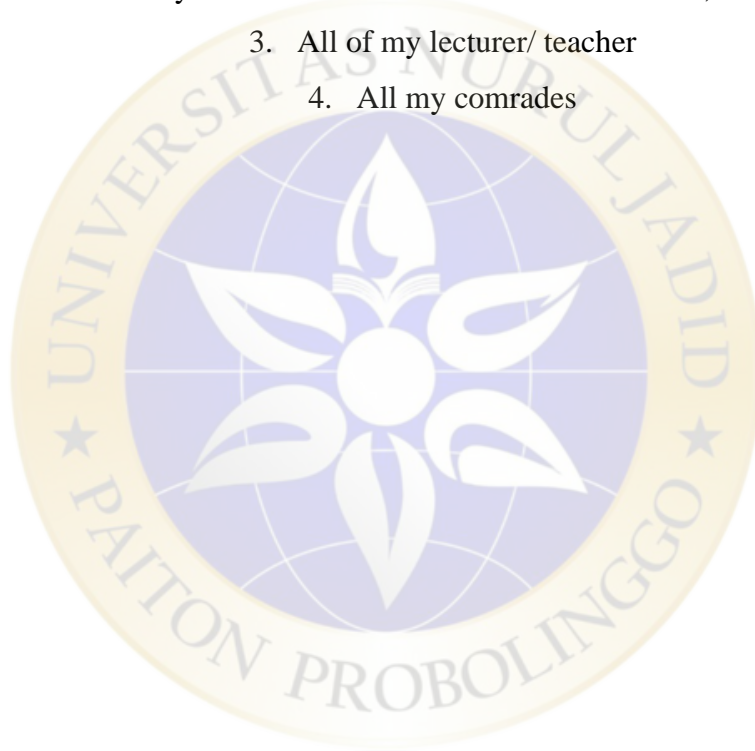 3. All of my lecturer/ teacher
4. All my comrades
UNIVERSITAS NURUL JADID
★ PAITON PROBOLINGGO ★